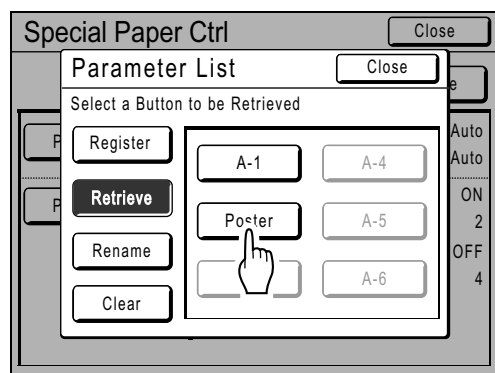 Special Paper Ctrl
Close
Parameter List
Close
e
Select a Button to be Retrieved
P
Register
Auto
A-1
A-4
Auto
P
Retrieve
ON
Poster
A-5
2
Rename
OFF
A-6
4
Clear